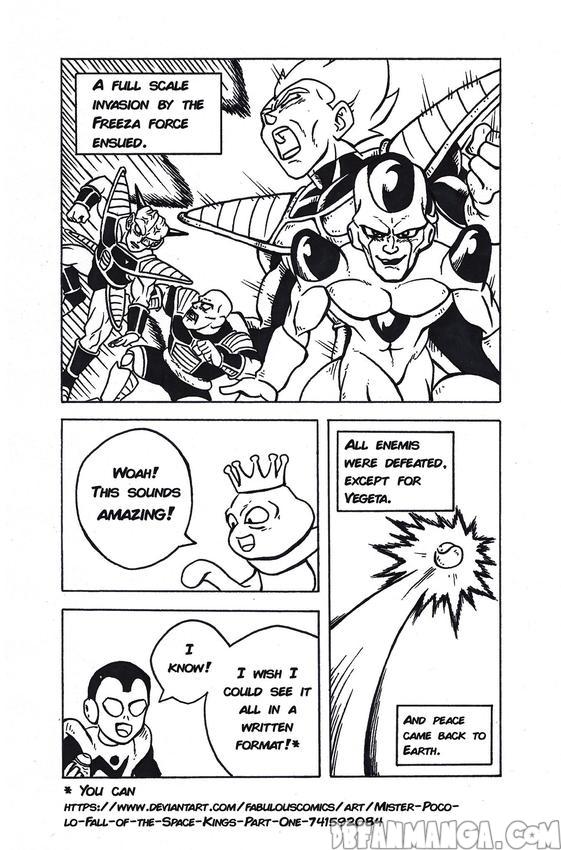 A full scale
invasion by the
Freeza force
ensued.
Woah!
This sounds
amazing!
All enemis
were defeated,
except for
Vegeta.
I
know!
I wish I
could see it
all in a
written
format!*
And peace
came back to
Earth.
* You can
https://www.deviantart.com/fabulouscomics/art/Mister-Poco-
lo-Fall-of-the-Space-Kings-Part-One-741592084
DBFANMANGA.COM